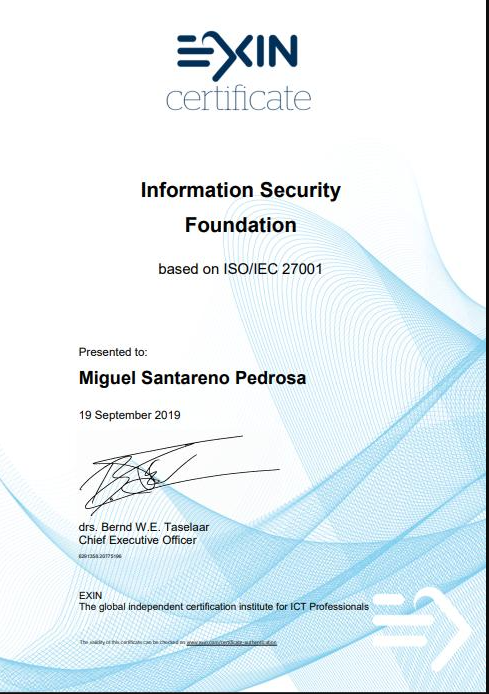 EXIN
certificate
Information Security
Foundation
based on ISO/IEC 27001
Presented to:
Miguel Santareno Pedrosa
19 September 2019
drs. Bernd W.E. Taselaar
Chief Executive Officer
6291358.20775196
EXIN
The global independent certification institute for ICT Professionals
The validity of this certificate can be checked on www.exin.com/certificate-authentication